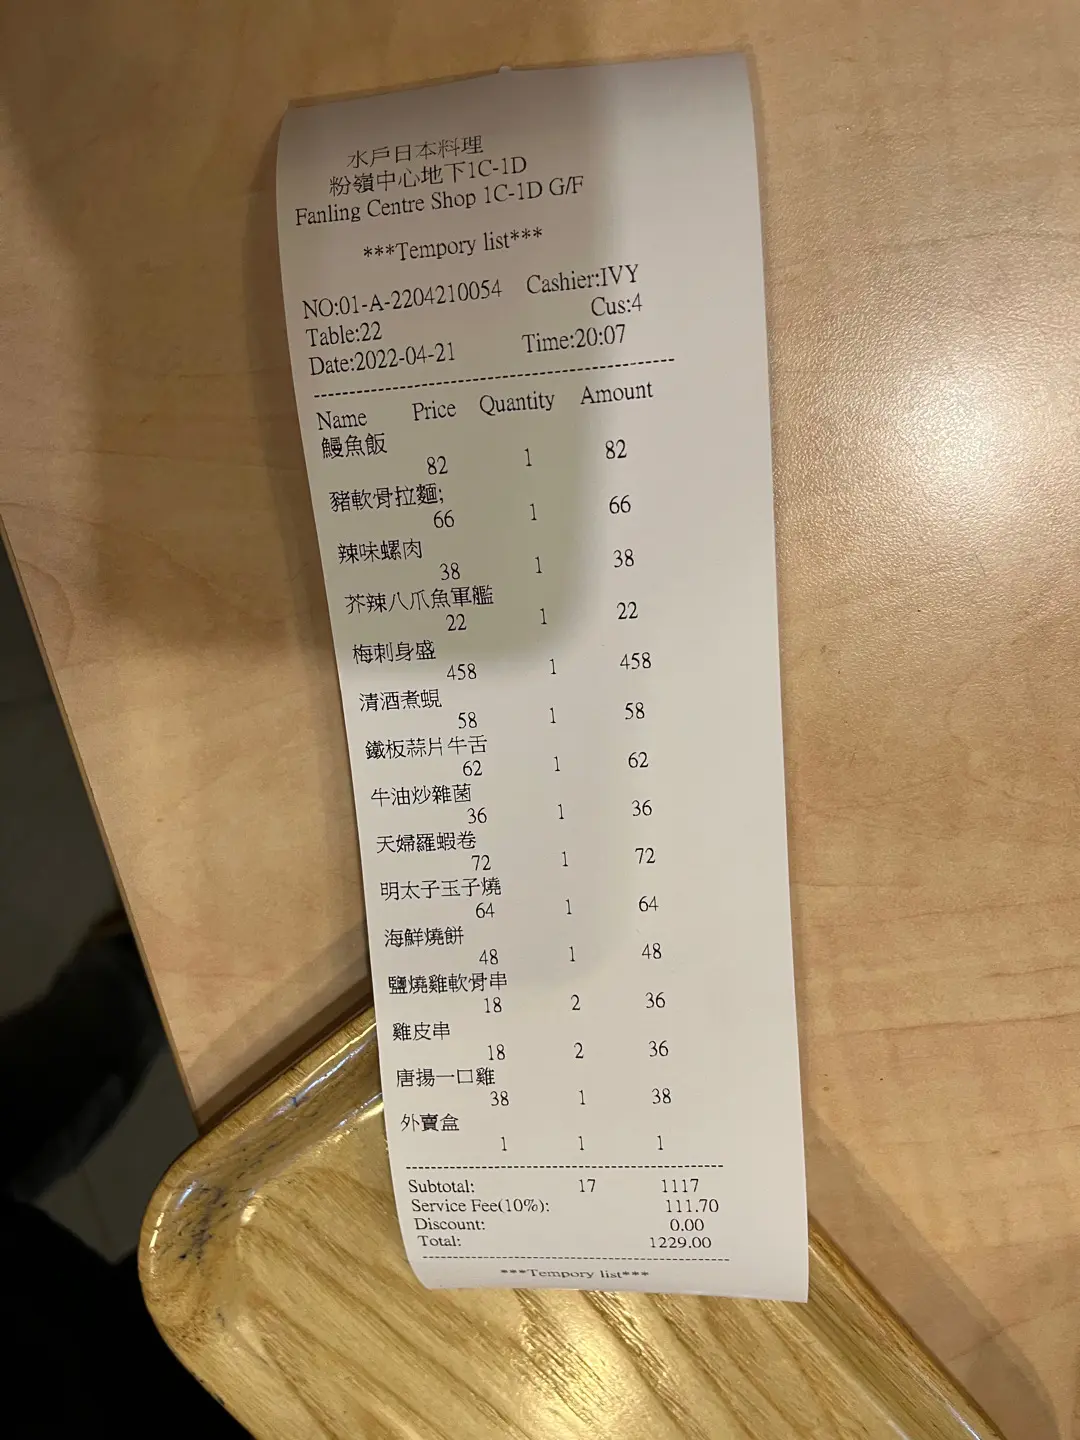 水戶日本料理
粉嶺中心地下1C-1D
Fanling Centre Shop 1C-1D G/F
***Tempory list***
NO:01-A-2204210054 Cashier:IVY
Table:22 Cus:4
Date:2022-04-21 Time:20:07
Name Price Quantity Amount
鰻魚飯
82 1 82
豬軟骨拉麵;
66 1 66
辣味螺肉
38 1 38
芥辣八爪魚軍艦
22 1 22
梅刺身盛
458 1 458
清酒煮蜆
58 1 58
鐵板蒜片牛舌
62 1 62
牛油炒雜菌
36 1 36
天婦羅蝦卷
72 1 72
明太子玉子燒
64 1 64
海鮮燒餅
48 1 48
鹽燒雞軟骨串
18 2 36
雞皮串
18 2 36
唐揚一口雞
38 1 38
外賣盒
1 1 1
Subtotal: 17 1117
Service Fee(10%): 111.70
Discount: 0.00
Total: 1229.00
***Tempory list***